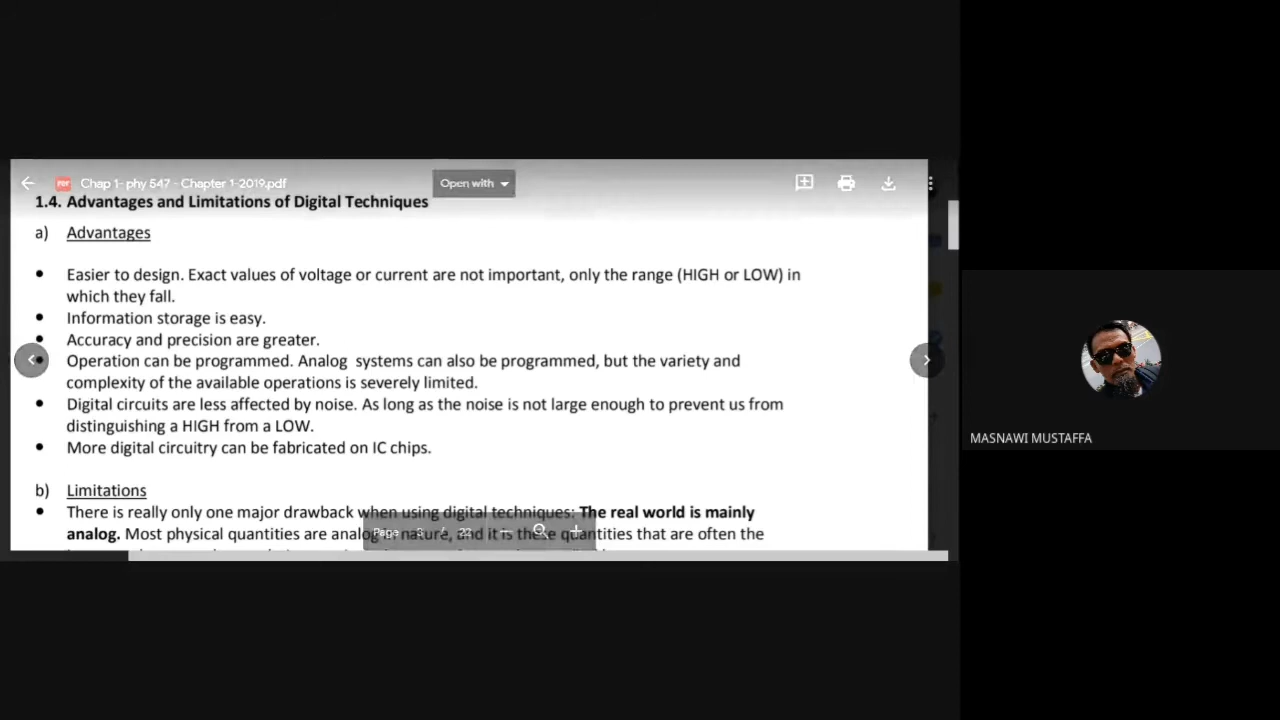 Chap 1- phy 547 - Chapter 1-2019.pdf
Open with
1.4. Advantages and Limitations of Digital Techniques
a) Advantages
• Easier to design. Exact values of voltage or current are not important, only the range (HIGH or LOW) in
which they fall.
• Information storage is easy.
• Accuracy and precision are greater.
• Operation can be programmed. Analog systems can also be programmed, but the variety and
complexity of the available operations is severely limited.
• Digital circuits are less affected by noise. As long as the noise is not large enough to prevent us from
distinguishing a HIGH from a LOW.
• More digital circuitry can be fabricated on IC chips.
b) Limitations
• There is really only one major drawback when using digital techniques: The real world is mainly
analog. Most physical quantities are analog in nature, and it is these quantities that are often the
Page / 22
MASNAWI MUSTAFFA